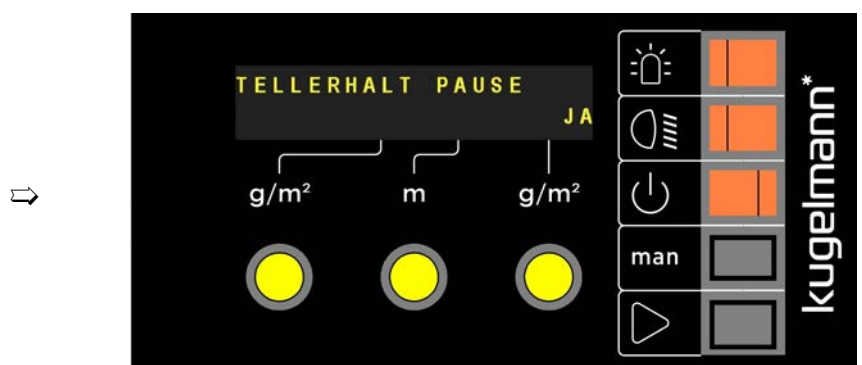 TELLERHALT PAUSE
JA
g/m² m g/m²
man
kugelmann*